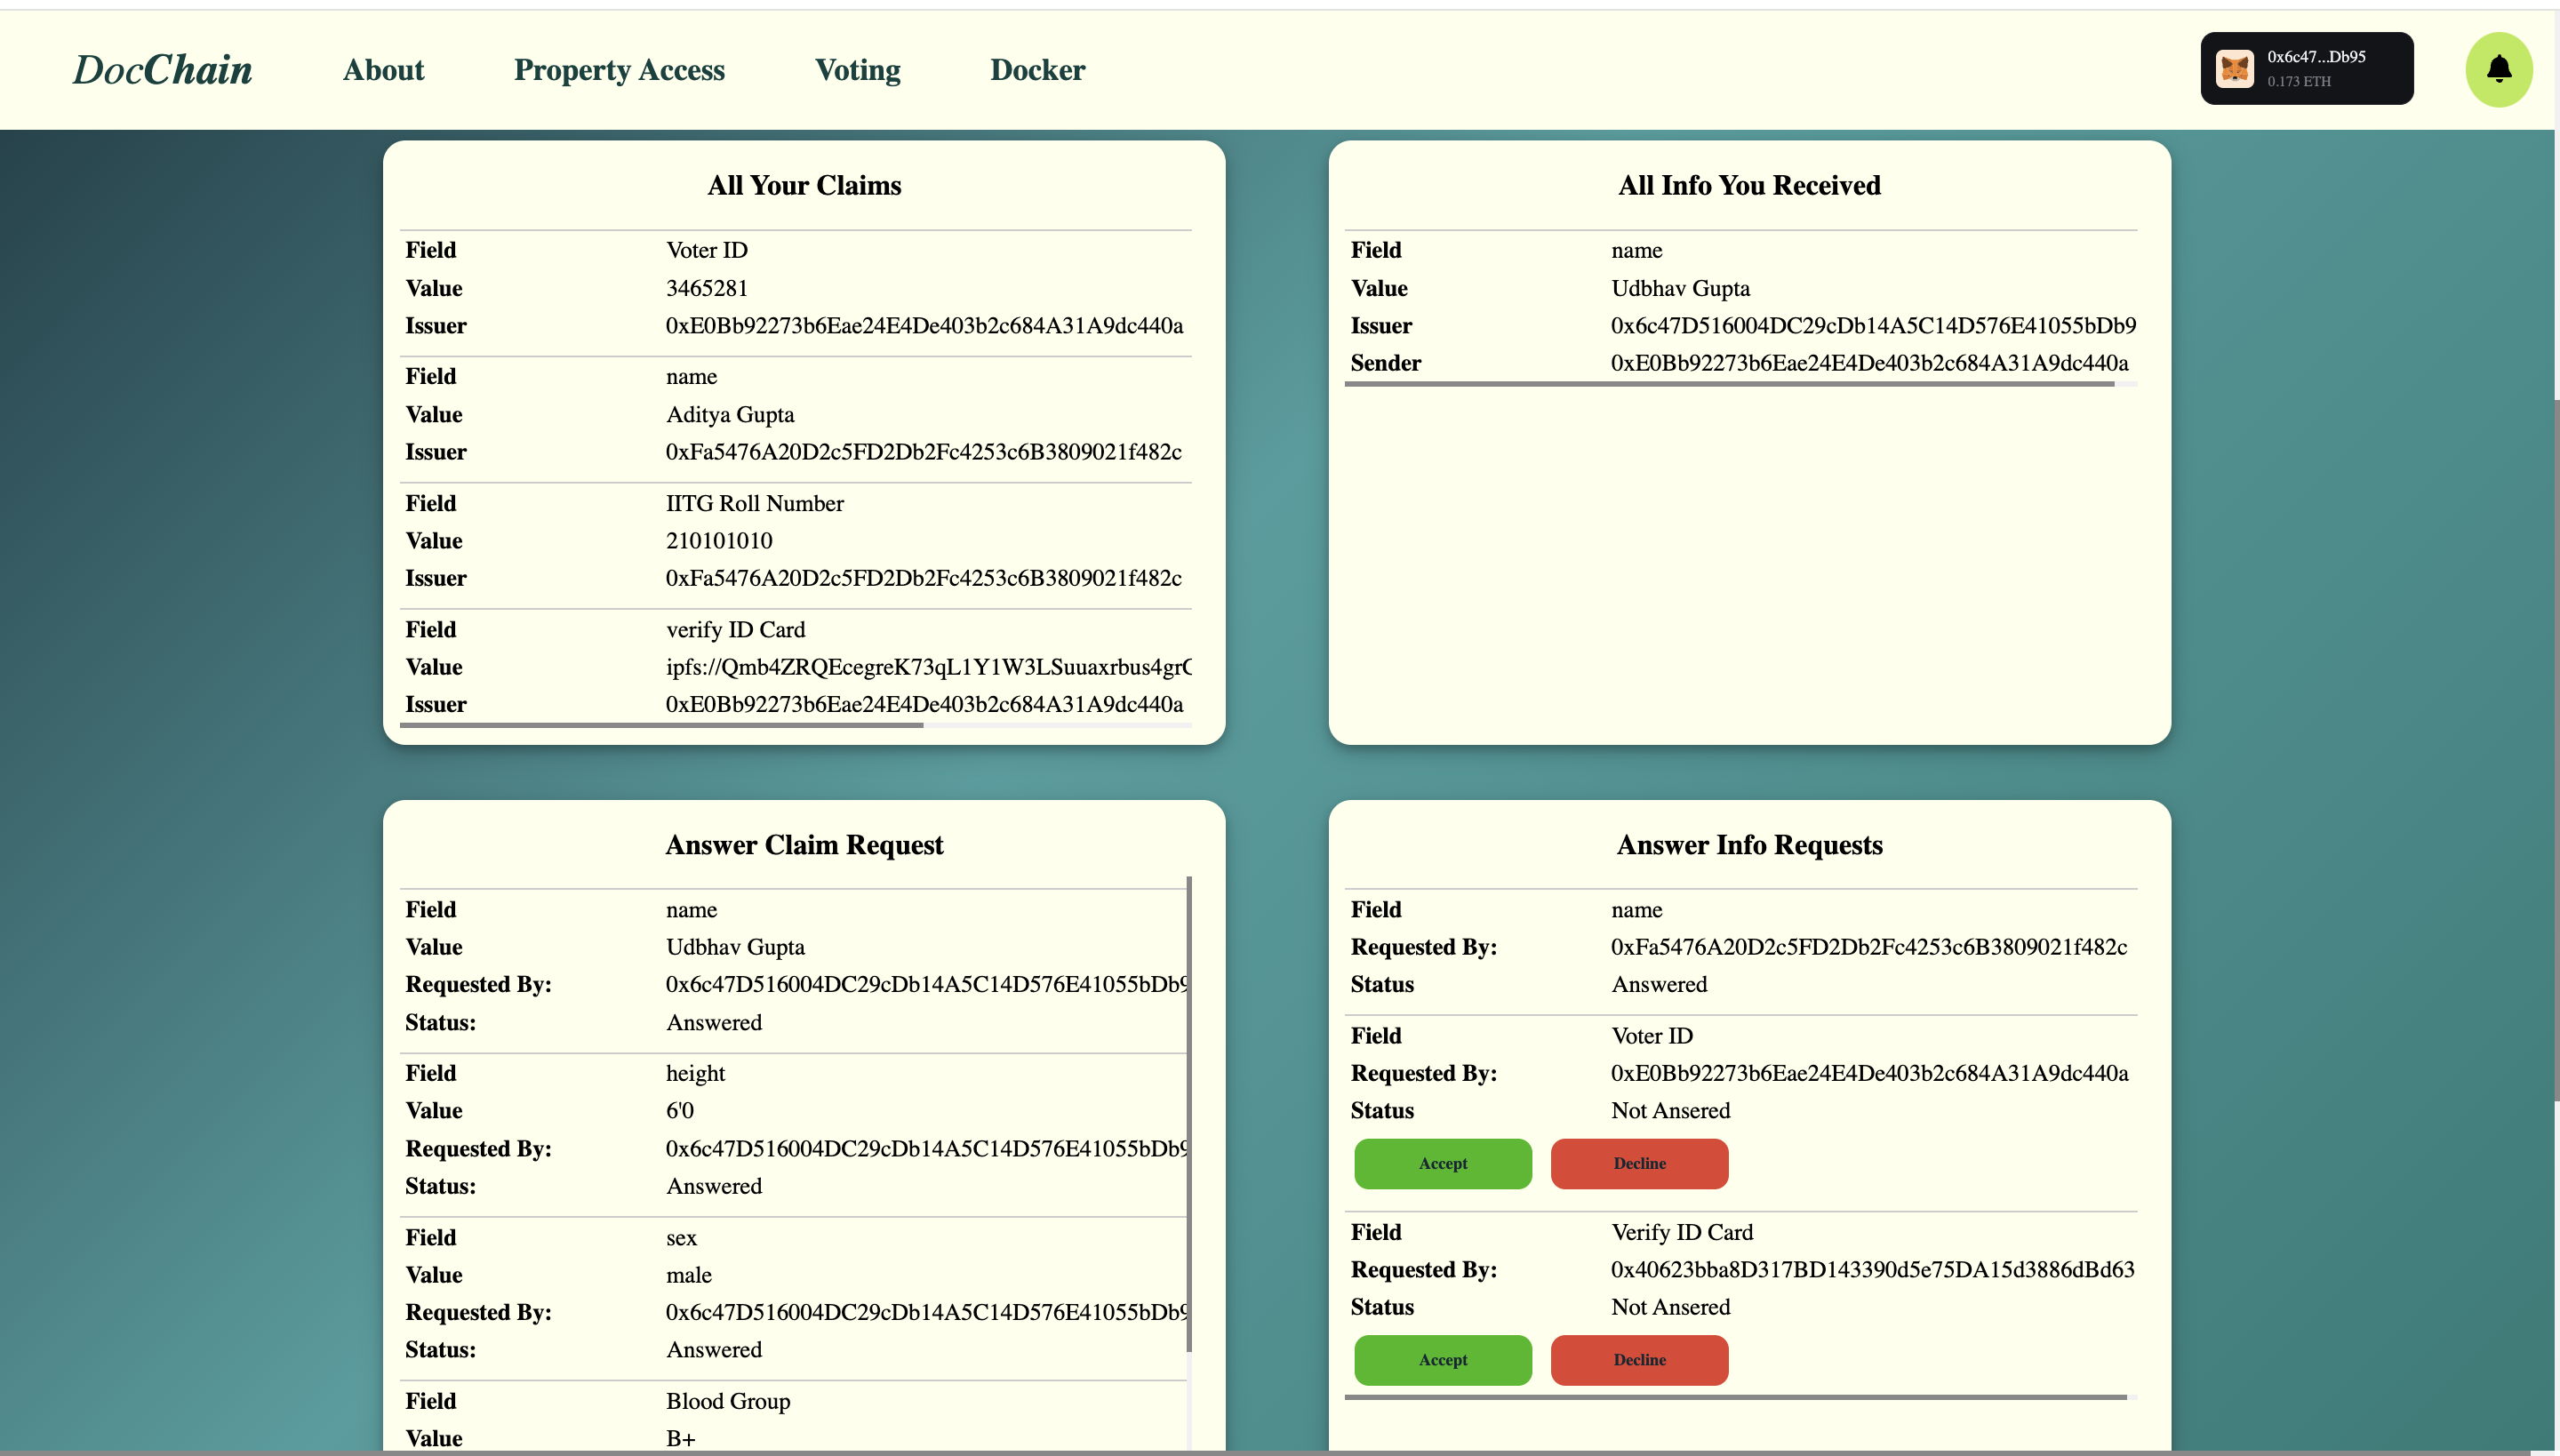 DocChain About Property Access Voting Docker
0x6c47...Db95
0.173 ETH
All Your Claims
Field Voter ID
Value 3465281
Issuer 0xE0Bb92273b6Eae24E4De403b2c684A31A9dc440a
Field name
Value Aditya Gupta
Issuer 0xFa5476A20D2c5FD2Db2Fc4253c6B3809021f482c
Field IITG Roll Number
Value 210101010
Issuer 0xFa5476A20D2c5FD2Db2Fc4253c6B3809021f482c
Field verify ID Card
Value ipfs://Qmb4ZRQEcegreK73qL1Y1W3LSuuaxrbus4gr
Issuer 0xE0Bb92273b6Eae24E4De403b2c684A31A9dc440a
All Info You Received
Field name
Value Udbhav Gupta
Issuer 0x6c47D516004DC29cDb14A5C14D576E41055bDb9
Sender 0xE0Bb92273b6Eae24E4De403b2c684A31A9dc440a
Answer Claim Request
Field name
Value Udbhav Gupta
Requested By: 0x6c47D516004DC29cDb14A5C14D576E41055bDb9
Status: Answered
Field height
Value 6'0
Requested By: 0x6c47D516004DC29cDb14A5C14D576E41055bDb9
Status: Answered
Field sex
Value male
Requested By: 0x6c47D516004DC29cDb14A5C14D576E41055bDb9
Status: Answered
Field Blood Group
Value B+
Answer Info Requests
Field name
Requested By: 0xFa5476A20D2c5FD2Db2Fc4253c6B3809021f482c
Status Answered
Field Voter ID
Requested By: 0xE0Bb92273b6Eae24E4De403b2c684A31A9dc440a
Status Not Ansered
Accept Decline
Field Verify ID Card
Requested By: 0x40623bba8D317BD143390d5e75DA15d3886dBd63
Status Not Ansered
Accept Decline